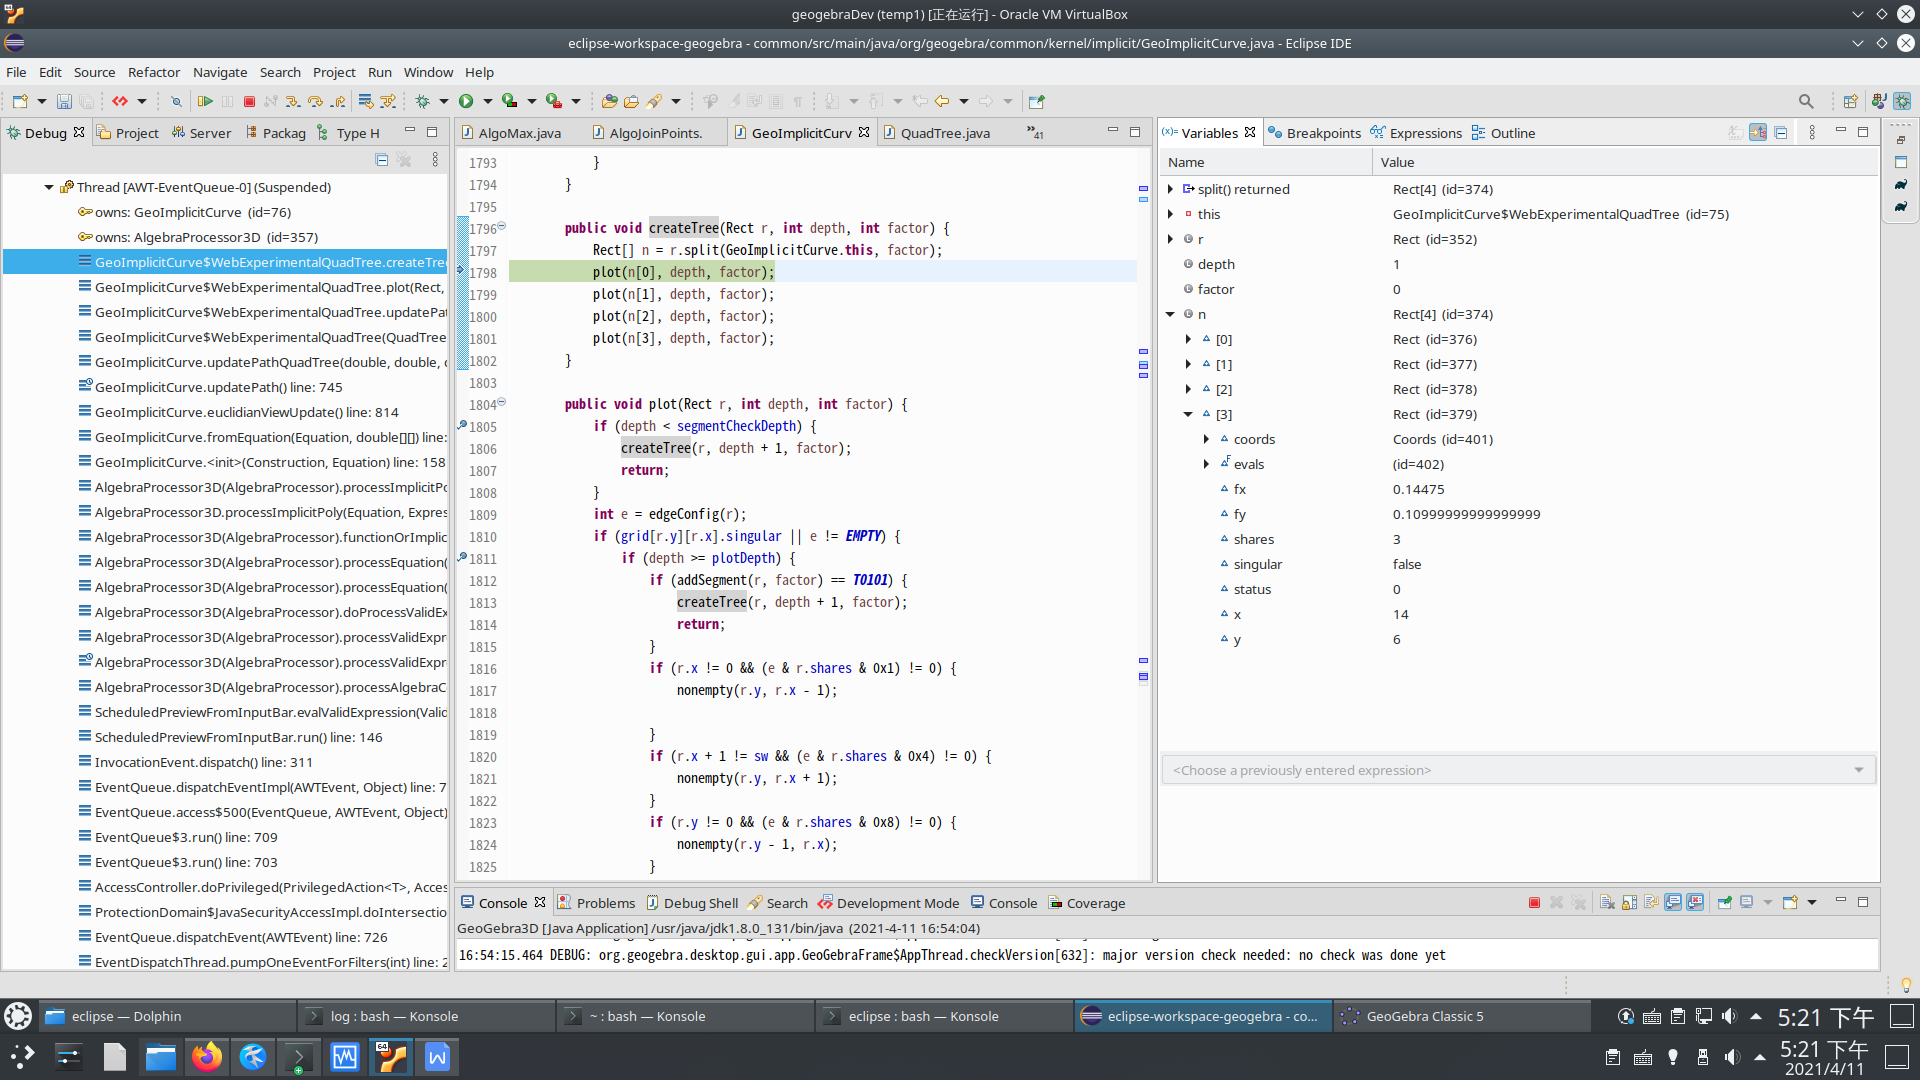 geogebraDev (temp1) [正在运行] - Oracle VM VirtualBox
eclipse-workspace-geogebra - common/src/main/java/org/geogebra/common/kernel/implicit/GeoImplicitCurve.java - Eclipse IDE
File Edit Source Refactor Navigate Search Project Run Window Help
Debug Project Server Packag Type H
Thread [AWT-EventQueue-0] (Suspended)
owns: GeoImplicitCurve (id=76)
owns: AlgebraProcessor3D (id=357)
GeoImplicitCurve$WebExperimentalQuadTree.createTre
GeoImplicitCurve$WebExperimentalQuadTree.plot(Rect,
GeoImplicitCurve$WebExperimentalQuadTree.updatePat
GeoImplicitCurve$WebExperimentalQuadTree(QuadTree
GeoImplicitCurve.updatePathQuadTree(double, double, c
GeoImplicitCurve.updatePath() line: 745
GeoImplicitCurve.euclidianViewUpdate() line: 814
GeoImplicitCurve.fromEquation(Equation, double[][]) line:
GeoImplicitCurve.<init>(Construction, Equation) line: 158
AlgebraProcessor3D(AlgebraProcessor).processImplicitPo
AlgebraProcessor3D.processImplicitPoly(Equation, Expres
AlgebraProcessor3D(AlgebraProcessor).functionOrImplic
AlgebraProcessor3D(AlgebraProcessor).processEquation(
AlgebraProcessor3D(AlgebraProcessor).processEquation(
AlgebraProcessor3D(AlgebraProcessor).doProcessValidEx
AlgebraProcessor3D(AlgebraProcessor).processValidExpr
AlgebraProcessor3D(AlgebraProcessor).processValidExpr
AlgebraProcessor3D(AlgebraProcessor).processAlgebraC
ScheduledPreviewFromInputBar.evalValidExpression(Valid
ScheduledPreviewFromInputBar.run() line: 146
InvocationEvent.dispatch() line: 311
EventQueue.dispatchEventImpl(AWTEvent, Object) line: 7
EventQueue.access$500(EventQueue, AWTEvent, Object)
EventQueue$3.run() line: 709
EventQueue$3.run() line: 703
AccessController.doPrivileged(PrivilegedAction<T>, Acces
ProtectionDomain$JavaSecurityAccessImpl.doIntersectio
EventQueue.dispatchEvent(AWTEvent) line: 726
EventDispatchThread.pumpOneEventForFilters(int) line: 2
AlgoMax.java AlgoJoinPoints. GeoImplicitCurv QuadTree.java »41
1793 }
1794 }
1795
1796 public void createTree(Rect r, int depth, int factor) {
1797 Rect[] n = r.split(GeoImplicitCurve.this, factor);
1798 plot(n[0], depth, factor);
1799 plot(n[1], depth, factor);
1800 plot(n[2], depth, factor);
1801 plot(n[3], depth, factor);
1802 }
1803
1804 public void plot(Rect r, int depth, int factor) {
1805 if (depth < segmentCheckDepth) {
1806 createTree(r, depth + 1, factor);
1807 return;
1808 }
1809 int e = edgeConfig(r);
1810 if (grid[r.y][r.x].singular || e != EMPTY) {
1811 if (depth >= plotDepth) {
1812 if (addSegment(r, factor) == T0101) {
1813 createTree(r, depth + 1, factor);
1814 return;
1815 }
1816 if (r.x != 0 && (e & r.shares & 0x1) != 0) {
1817 nonempty(r.y, r.x - 1);
1818
1819 }
1820 if (r.x + 1 != sw && (e & r.shares & 0x4) != 0) {
1821 nonempty(r.y, r.x + 1);
1822 }
1823 if (r.y != 0 && (e & r.shares & 0x8) != 0) {
1824 nonempty(r.y - 1, r.x);
1825 }
(x)= Variables Breakpoints Expressions Outline
Name Value
split() returned Rect[4] (id=374)
this GeoImplicitCurve$WebExperimentalQuadTree (id=75)
r Rect (id=352)
depth 1
factor 0
n Rect[4] (id=374)
[0] Rect (id=376)
[1] Rect (id=377)
[2] Rect (id=378)
[3] Rect (id=379)
coords Coords (id=401)
evals (id=402)
fx 0.14475
fy 0.10999999999999999
shares 3
singular false
status 0
x 14
y 6
<Choose a previously entered expression>
Console Problems Debug Shell Search Development Mode Console Coverage
GeoGebra3D [Java Application] /usr/java/jdk1.8.0_131/bin/java (2021-4-11 16:54:04)
16:54:15.464 DEBUG: org.geogebra.desktop.gui.app.GeoGebraFrame$AppThread.checkVersion[632]: major version check needed: no check was done yet
eclipse — Dolphin log : bash — Konsole ~ : bash — Konsole eclipse : bash — Konsole eclipse-workspace-geogebra - co... GeoGebra Classic 5 5:21 下午
64 W 5:21 下午
2021/4/11